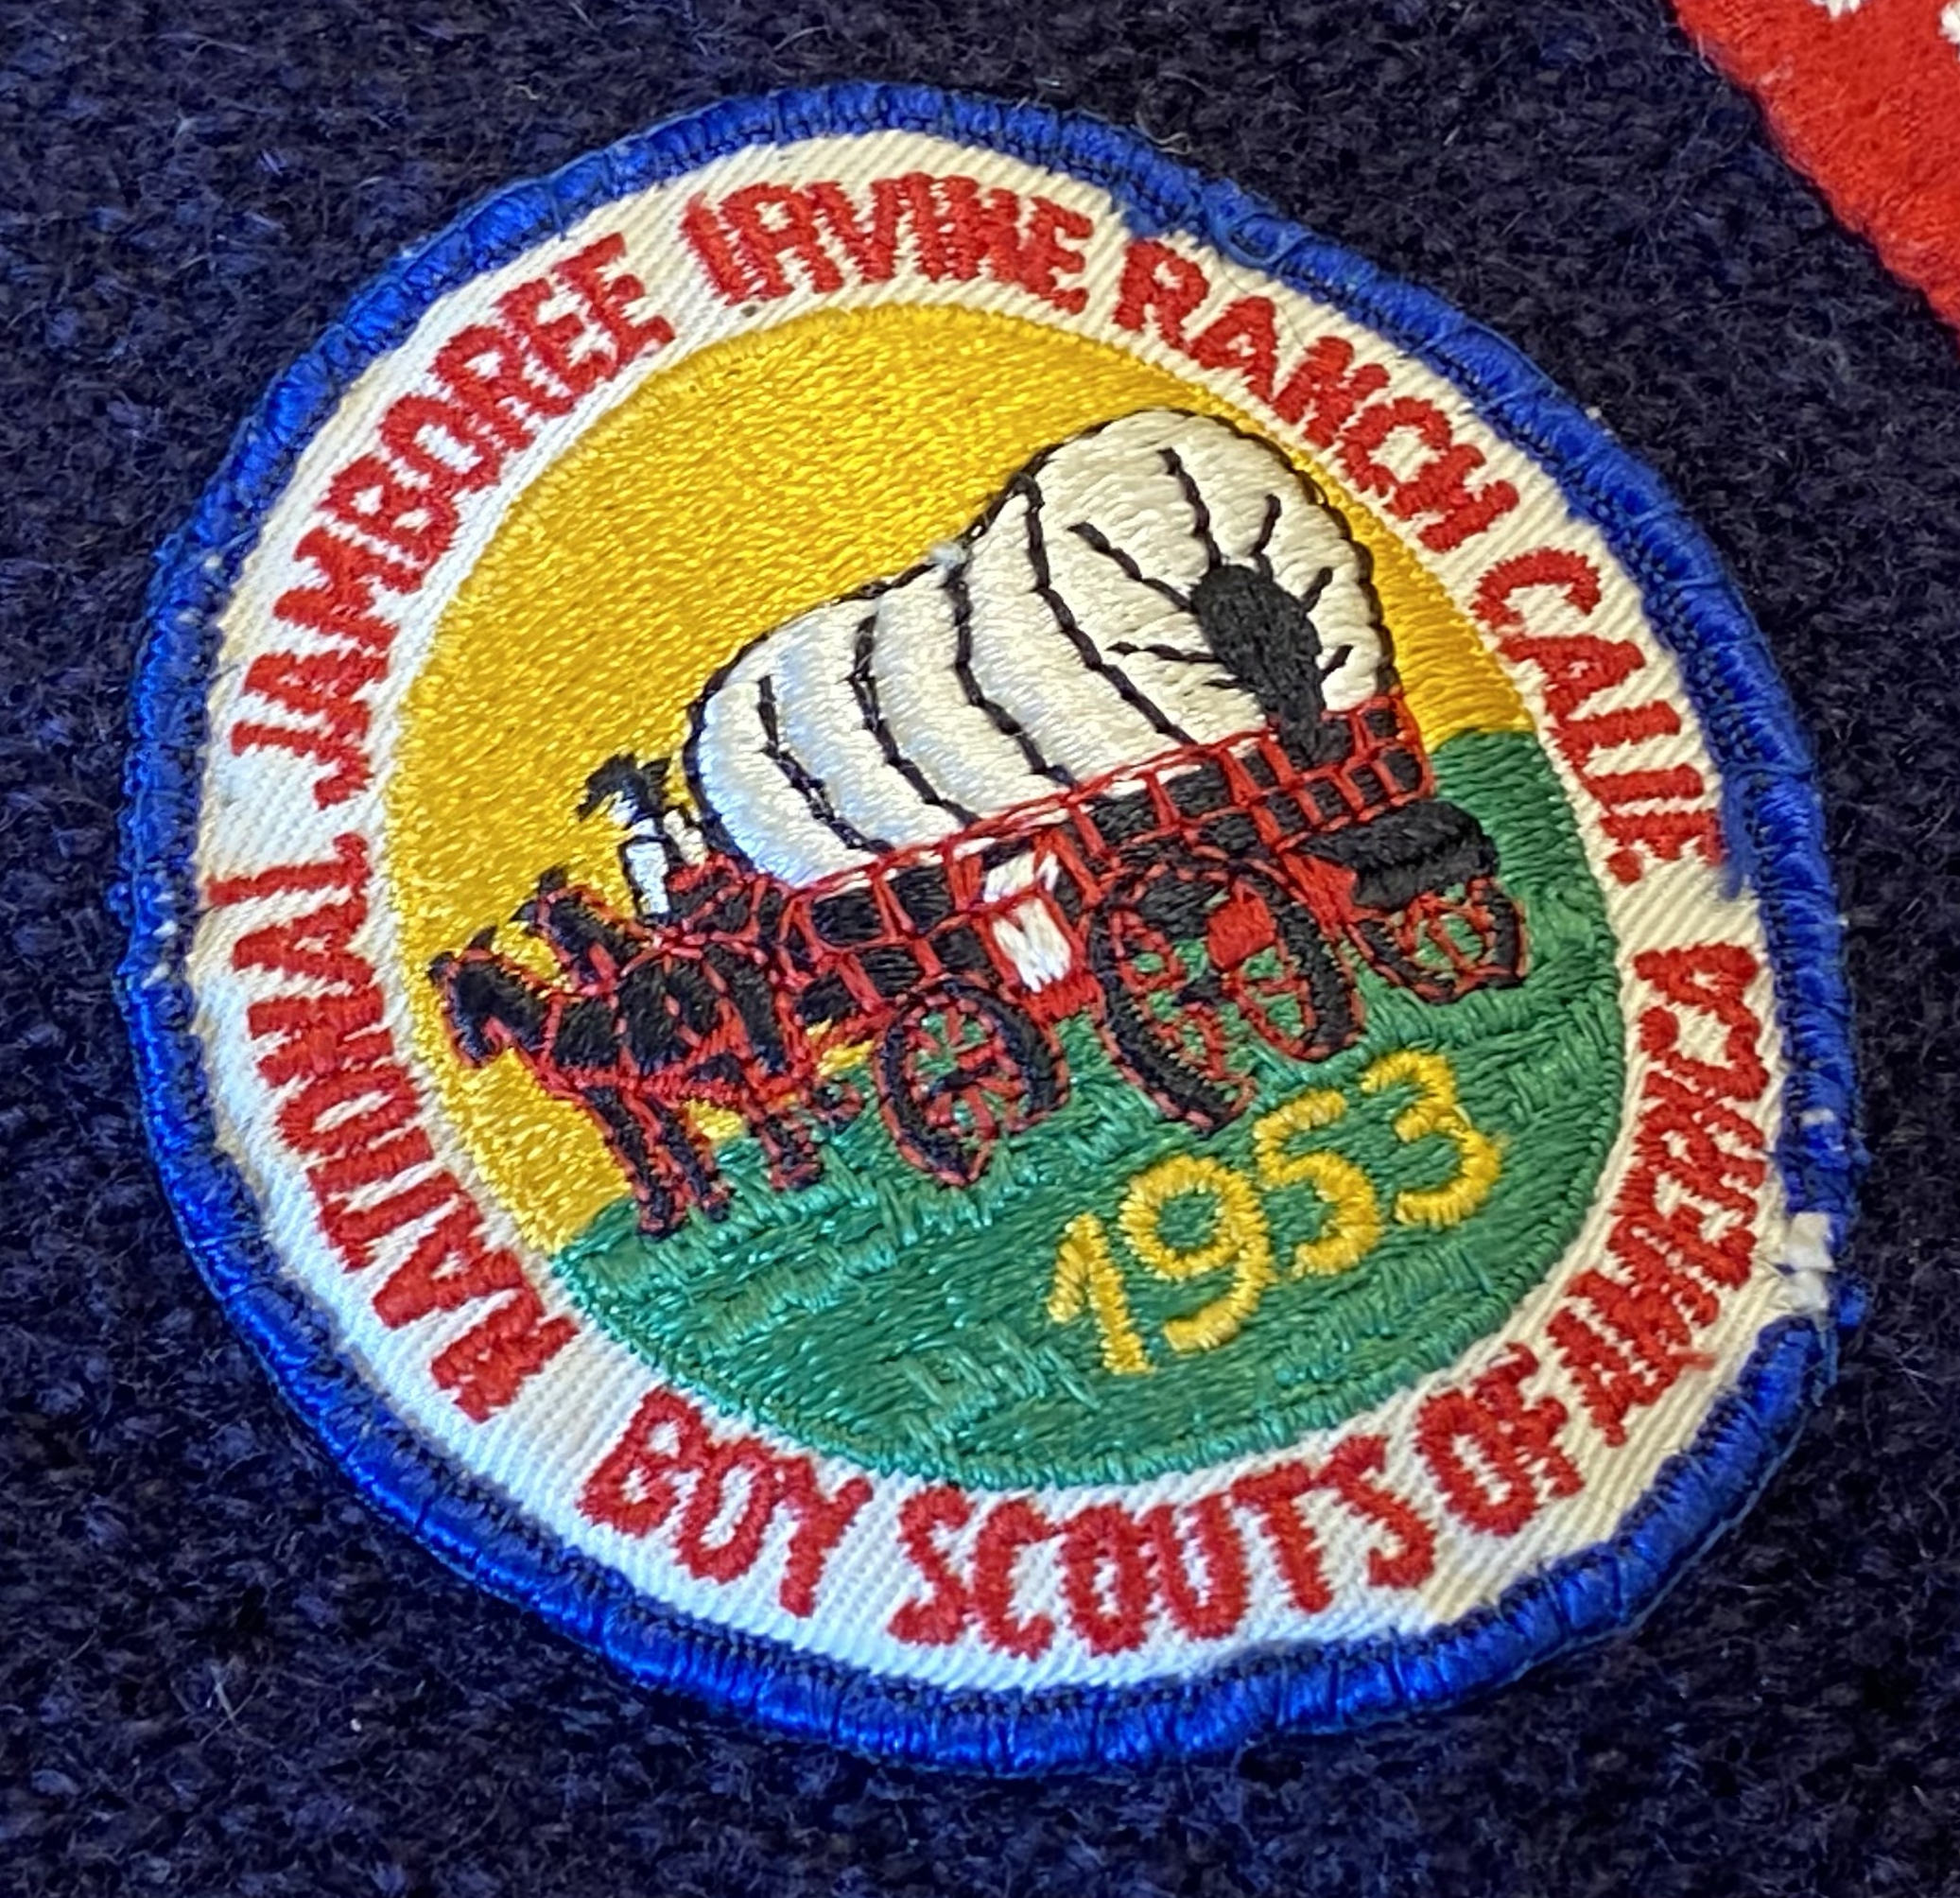 NATIONAL JAMBOREE IRVINE RANCH CALIF.
BOY SCOUTS OF AMERICA
1953